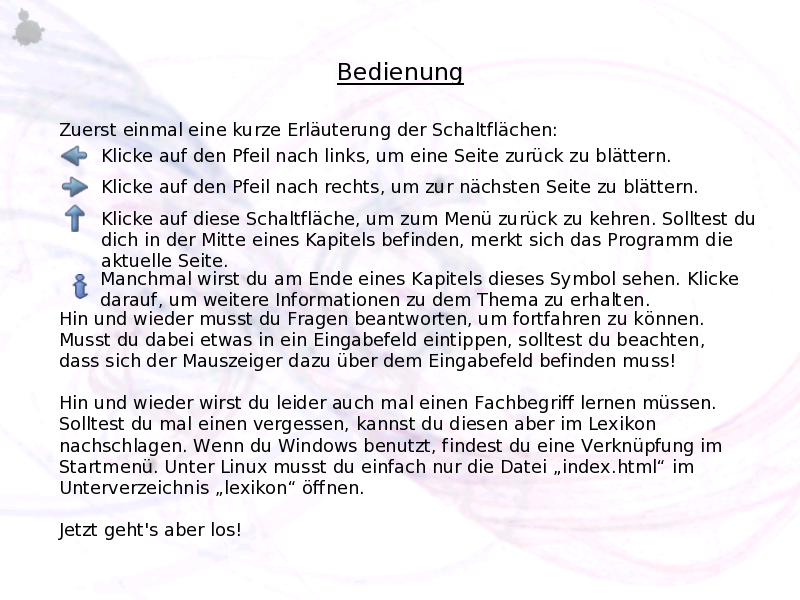 Bedienung
Zuerst einmal eine kurze Erläuterung der Schaltflächen:
Klicke auf den Pfeil nach links, um eine Seite zurück zu blättern.
Klicke auf den Pfeil nach rechts, um zur nächsten Seite zu blättern.
Klicke auf diese Schaltfläche, um zum Menü zurück zu kehren. Solltest du
dich in der Mitte eines Kapitels befinden, merkt sich das Programm die
aktuelle Seite.
Manchmal wirst du am Ende eines Kapitels dieses Symbol sehen. Klicke
darauf, um weitere Informationen zu dem Thema zu erhalten.
Hin und wieder musst du Fragen beantworten, um fortfahren zu können.
Musst du dabei etwas in ein Eingabefeld eintippen, solltest du beachten,
dass sich der Mauszeiger dazu über dem Eingabefeld befinden muss!
Hin und wieder wirst du leider auch mal einen Fachbegriff lernen müssen.
Solltest du mal einen vergessen, kannst du diesen aber im Lexikon
nachschlagen. Wenn du Windows benutzt, findest du eine Verknüpfung im
Startmenü. Unter Linux musst du einfach nur die Datei „index.html“ im
Unterverzeichnis „lexikon“ öffnen.
Jetzt geht's aber los!